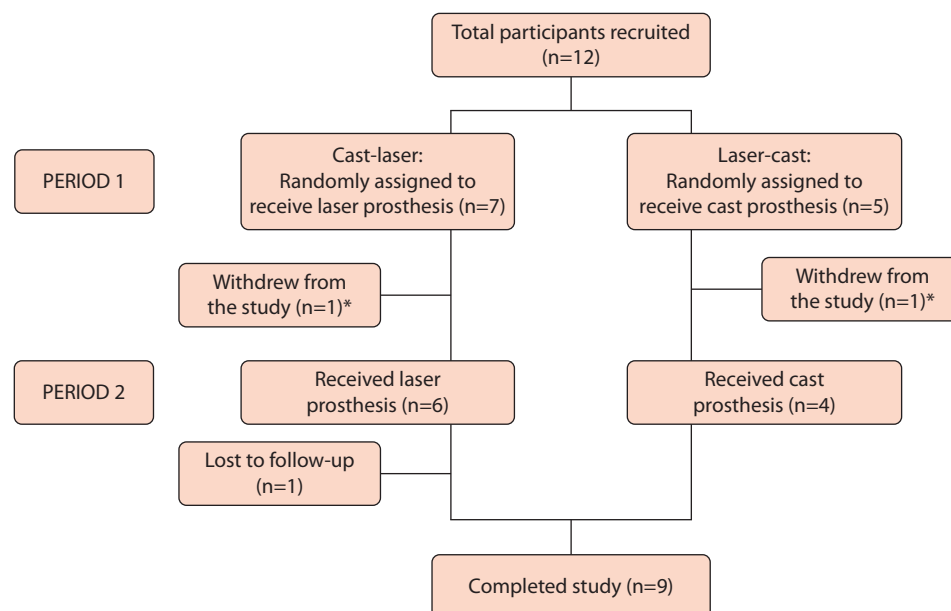 Total participants recruited
(n=12)
PERIOD 1
Cast-laser:
Randomly assigned to
receive laser prosthesis (n=7)
Laser-cast:
Randomly assigned to
receive cast prosthesis (n=5)
Withdrew from
the study (n=1)*
Withdrew from
the study (n=1)*
PERIOD 2
Received laser
prosthesis (n=6)
Received cast
prosthesis (n=4)
Lost to follow-up
(n=1)
Completed study (n=9)